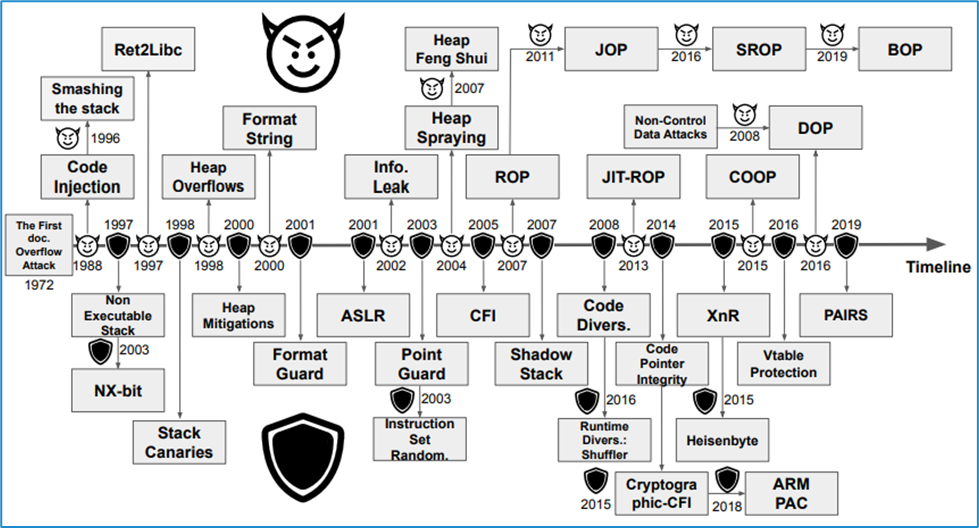 Ret2Libc
Smashing
the stack
1996
Code
Injection
Heap
Overflows
Format
String
Info.
Leak
Heap
Feng Shui
2007
Heap
Spraying
ROP
2011
JOP
2016
SROP
2019
BOP
Non-Control
Data Attacks
2008
DOP
JIT-ROP
COOP
The First
doc.
Overflow
Attack
1972
1988
1997
1997
1998
1998
2000
2000
2001
2001
2002
2003
2004
2005
2007
2007
2008
2013
2014
2015
2015
2016
2016
2019
Timeline
Non
Executable
Stack
2003
NX-bit
Stack
Canaries
Heap
Mitigations
Format
Guard
ASLR
Point
Guard
2003
Instruction
Set
Random.
CFI
Shadow
Stack
Code
Divers.
2016
Runtime
Divers.:
Shuffler
Code
Pointer
Integrity
2015
Cryptogra
phic-CFI
2018
ARM
PAC
XnR
2015
Heisenbyte
Vtable
Protection
PAIRS